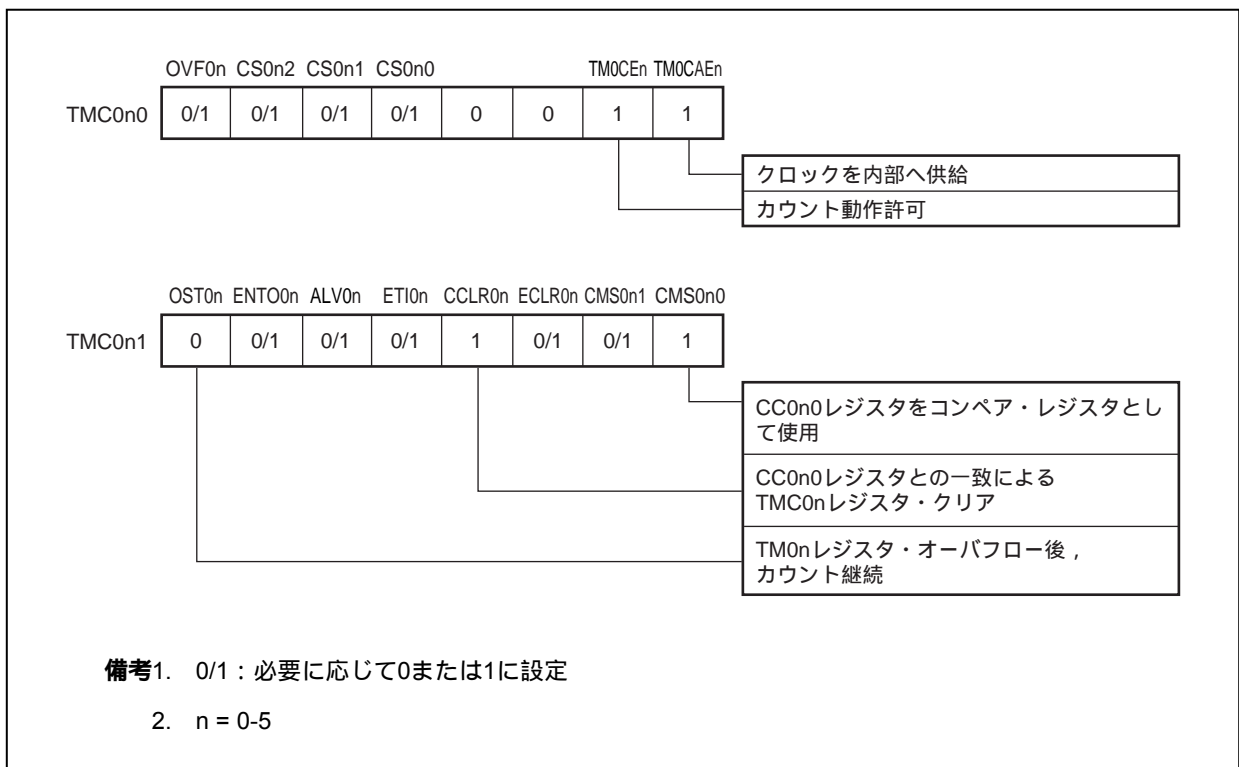 OVF0n CS0n2 CS0n1 CS0n0 TM0CEn TM0CAEn
TMC0n0 0/1 0/1 0/1 0/1 0 0 1 1
クロックを内部へ供給
カウント動作許可
OST0n ENTO0n ALV0n ETI0n CCLR0n ECLR0n CMS0n1 CMS0n0
TMC0n1 0 0/1 0/1 0/1 1 0/1 0/1 1
CC0n0レジスタをコンペア・レジスタとし
て使用
CC0n0レジスタとの一致による
TMC0nレジスタ・クリア
TM0nレジスタ・オーバフロー後，
カウント継続
備考1. 0/1：必要に応じて0または1に設定
2. n = 0-5